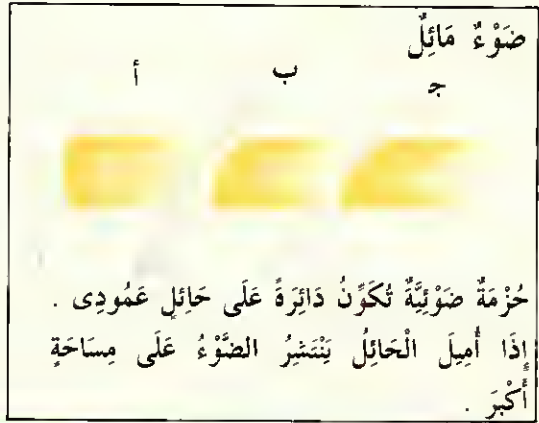 ضَوْءٌ مَائِلٌ
أ ب جـ
حُزْمَةٌ ضَوْئِيَّةٌ تُكَوِّنُ دَائِرَةً عَلَى حَائِلٍ عَمُودِى .
إِذَا أُمِيلَ الْحَائِلُ يَنْتَشِرُ الضَّوْءُ عَلَى مِسَاحَةٍ
أَكْبَرَ .